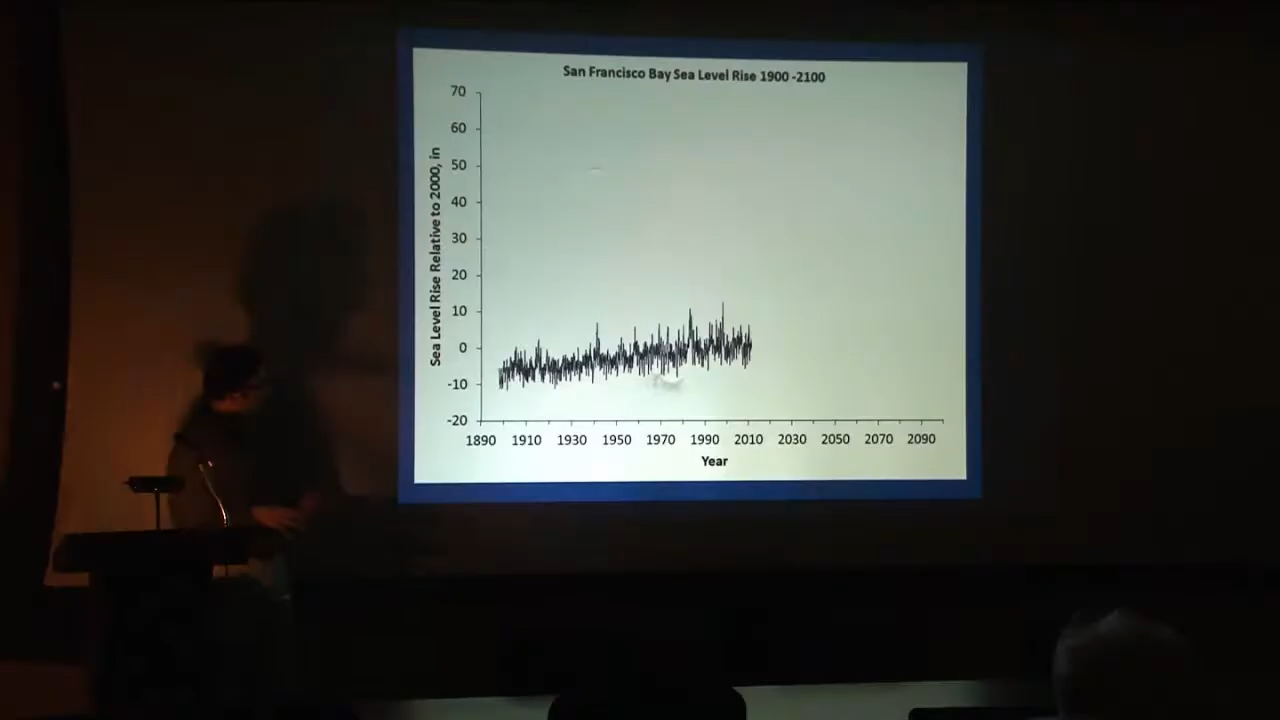 San Francisco Bay Sea Level Rise 1900 -2100
Sea Level Rise Relative to 2000, in
70
60
50
40
30
20
10
0
-10
-20
1890 1910 1930 1950 1970 1990 2010 2030 2050 2070 2090
Year